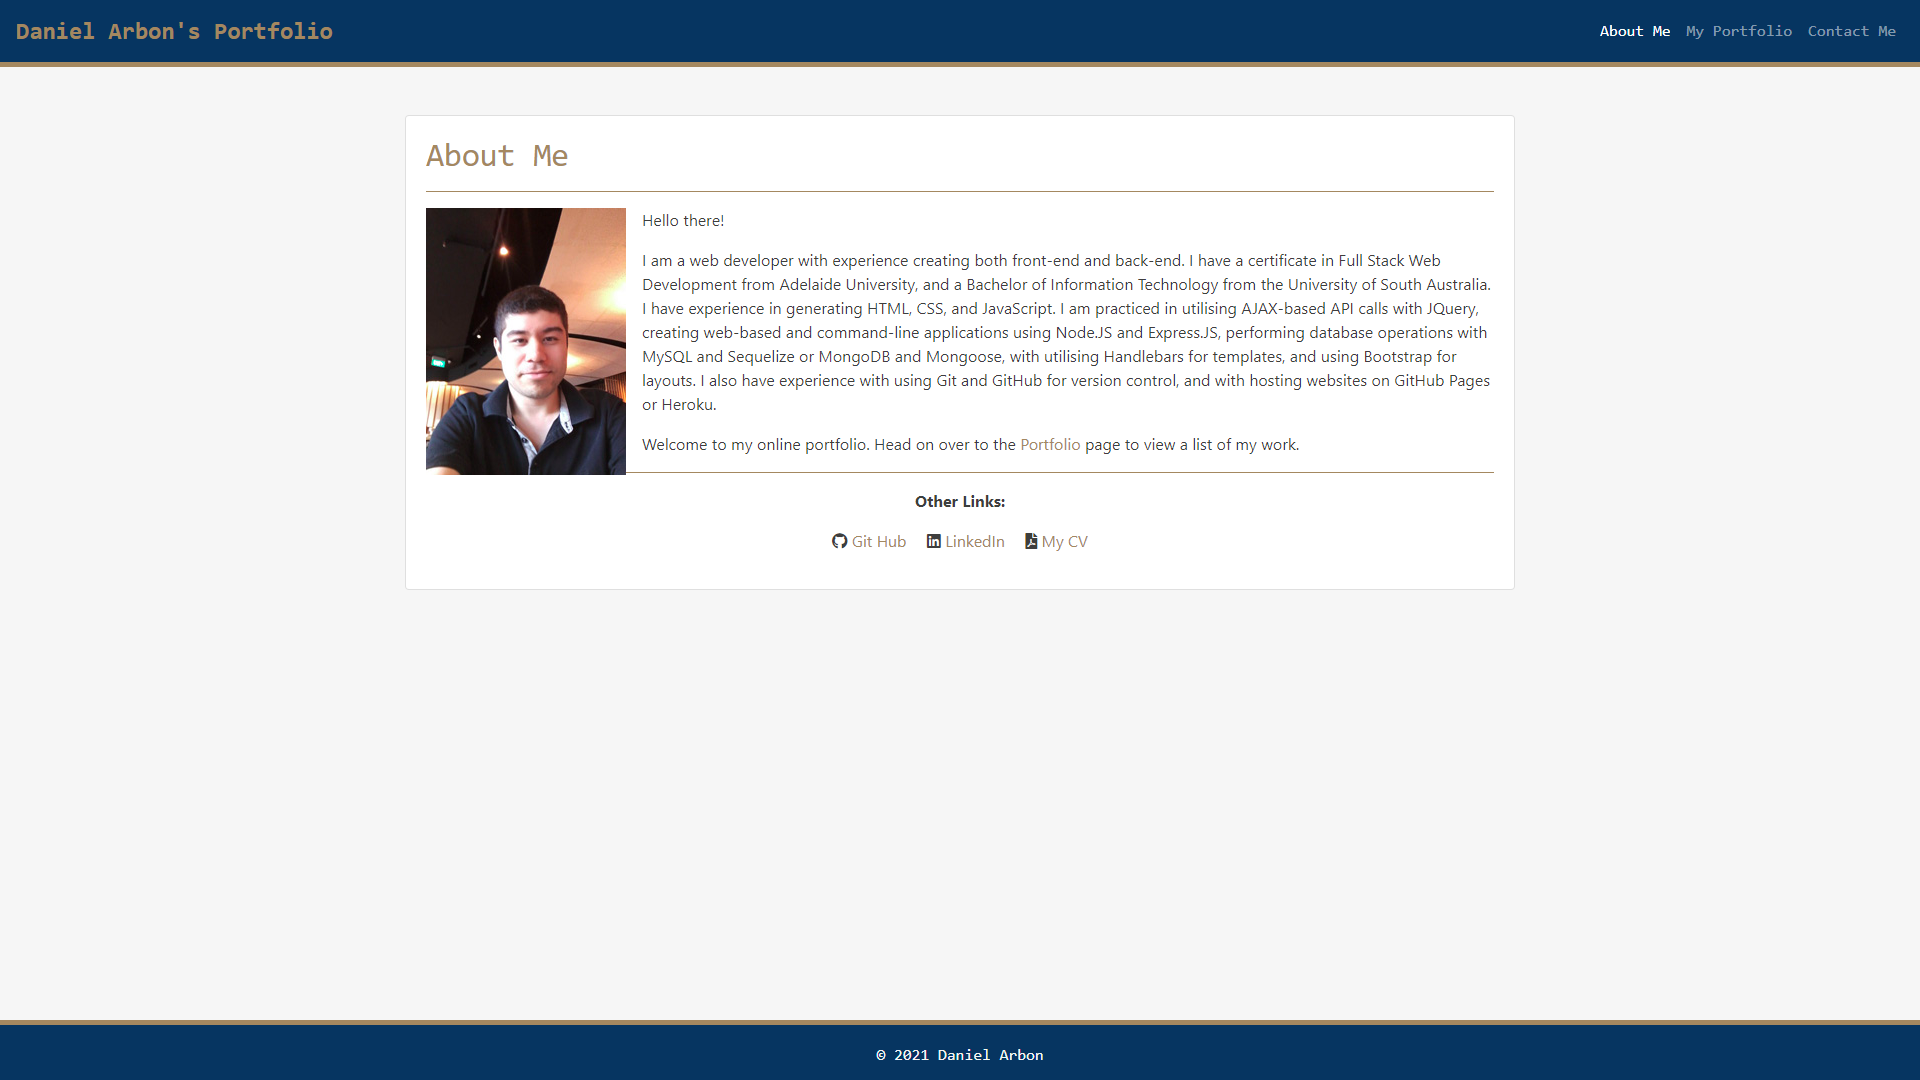 Daniel Arbon's Portfolio
About Me My Portfolio Contact Me
About Me
Hello there!
I am a web developer with experience creating both front-end and back-end. I have a certificate in Full Stack Web
Development from Adelaide University, and a Bachelor of Information Technology from the University of South Australia.
I have experience in generating HTML, CSS, and JavaScript. I am practiced in utilising AJAX-based API calls with JQuery,
creating web-based and command-line applications using Node.JS and Express.JS, performing database operations with
MySQL and Sequelize or MongoDB and Mongoose, with utilising Handlebars for templates, and using Bootstrap for
layouts. I also have experience with using Git and GitHub for version control, and with hosting websites on GitHub Pages
or Heroku.
Welcome to my online portfolio. Head on over to the Portfolio page to view a list of my work.
Other Links:
Git Hub LinkedIn My CV
© 2021 Daniel Arbon